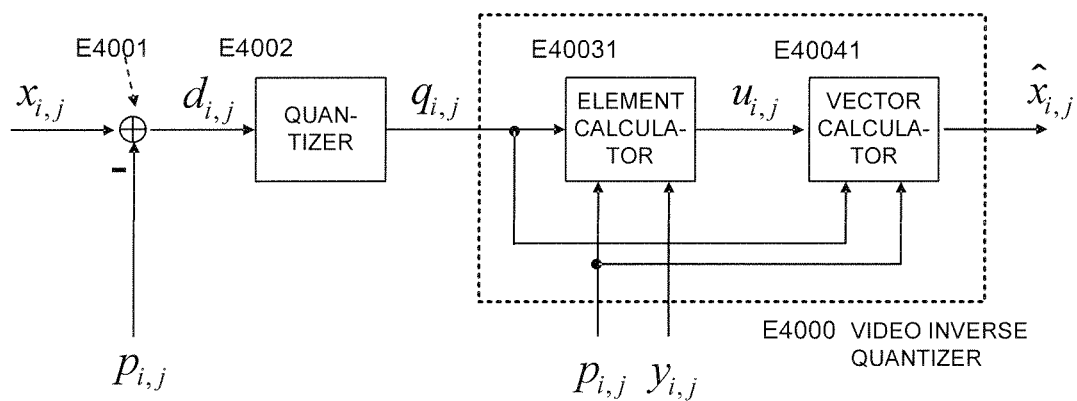 E4001
E4002
E40031
E40041
x_{i,j}
d_{i,j}
QUAN-
TIZER
q_{i,j}
ELEMENT
CALCULA-
TOR
u_{i,j}
VECTOR
CALCULA-
TOR
x̂_{i,j}
-
E4000 VIDEO INVERSE
QUANTIZER
p_{i,j}
p_{i,j}
y_{i,j}